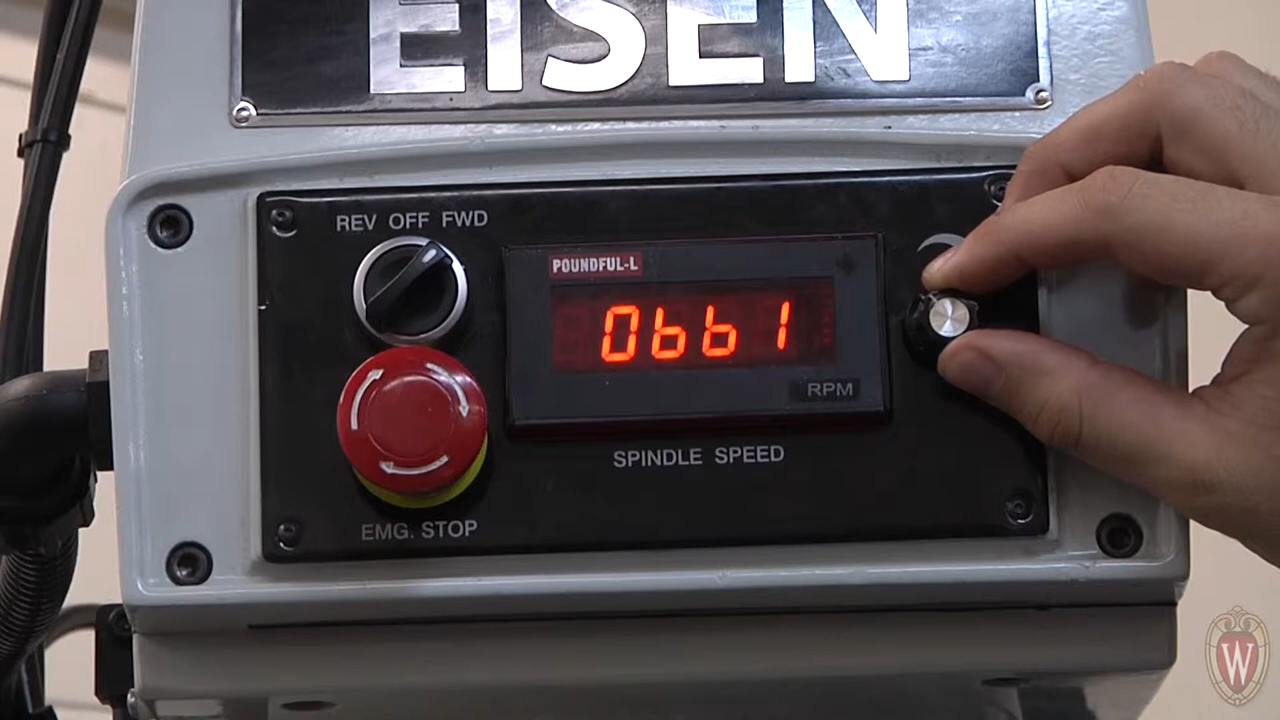 EISEN
REV OFF FWD
POUNDFUL-L
0661
RPM
SPINDLE SPEED
EMG. STOP
W